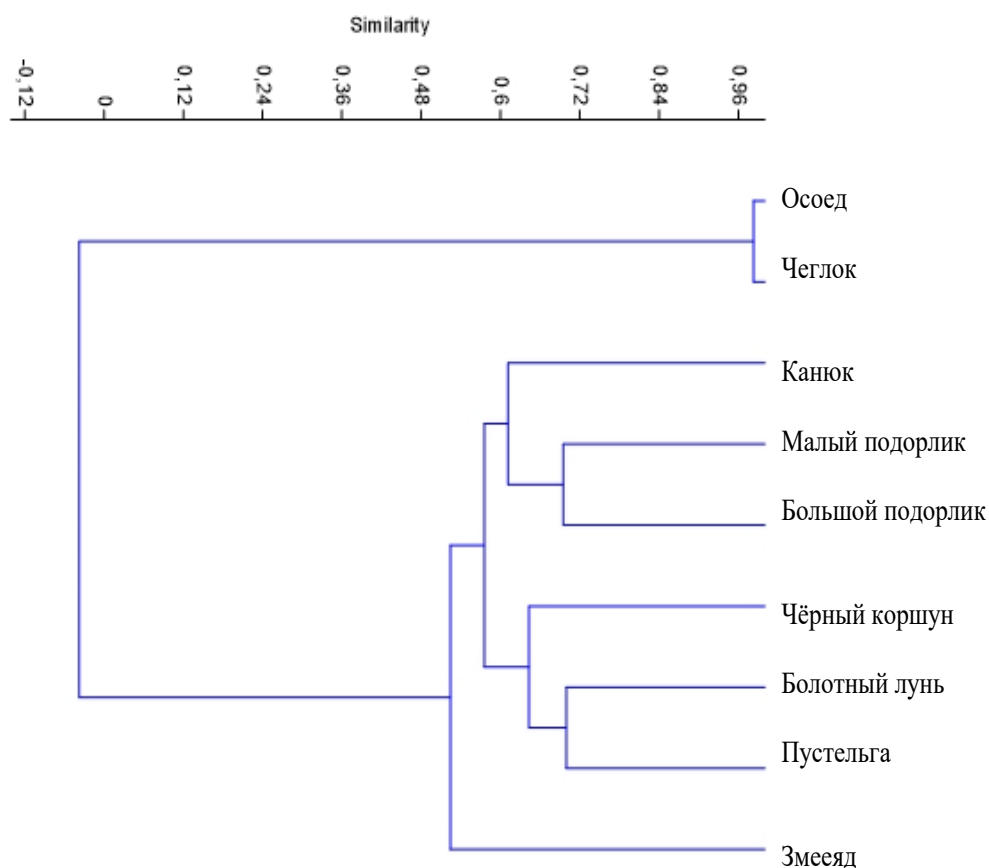 Similarity
-0,12 0 0,12 0,24 0,36 0,48 0,6 0,72 0,84 0,96
Осоед
Чеглок
Канюк
Малый подорлик
Большой подорлик
Чёрный коршун
Болотный лунь
Пустельга
Змееяд